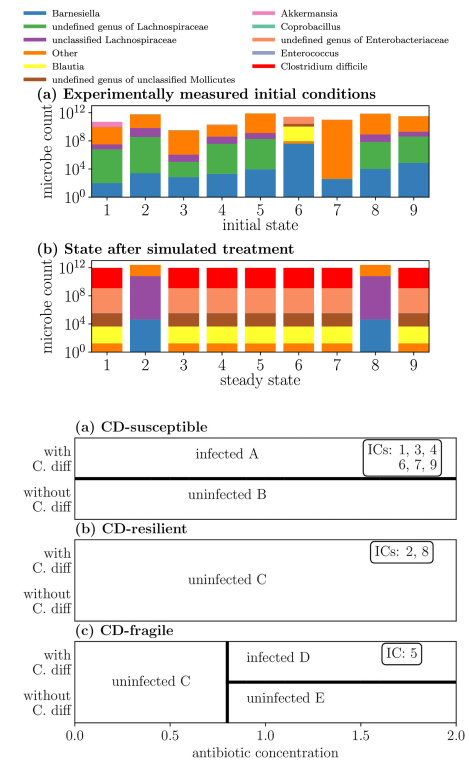 Barnesiella
undefined genus of Lachnospiraceae
unclassified Lachnospiraceae
Other
Blautia
undefined genus of unclassified Mollicutes
Akkermansia
Coprobacillus
undefined genus of Enterobacteriaceae
Enterococcus
Clostridium difficile
(a) Experimentally measured initial conditions
microbe count
10^12
10^8
10^4
10^0
1 2 3 4 5 6 7 8 9
initial state
(b) State after simulated treatment
microbe count
10^12
10^8
10^4
10^0
1 2 3 4 5 6 7 8 9
steady state
(a) CD-susceptible
with
C. diff
without
C. diff
infected A
ICs: 1, 3, 4
6, 7, 9
uninfected B
(b) CD-resilient
with
C. diff
without
C. diff
ICs: 2, 8
uninfected C
(c) CD-fragile
with
C. diff
without
C. diff
uninfected C
infected D
IC: 5
uninfected E
0.0 0.5 1.0 1.5 2.0
antibiotic concentration